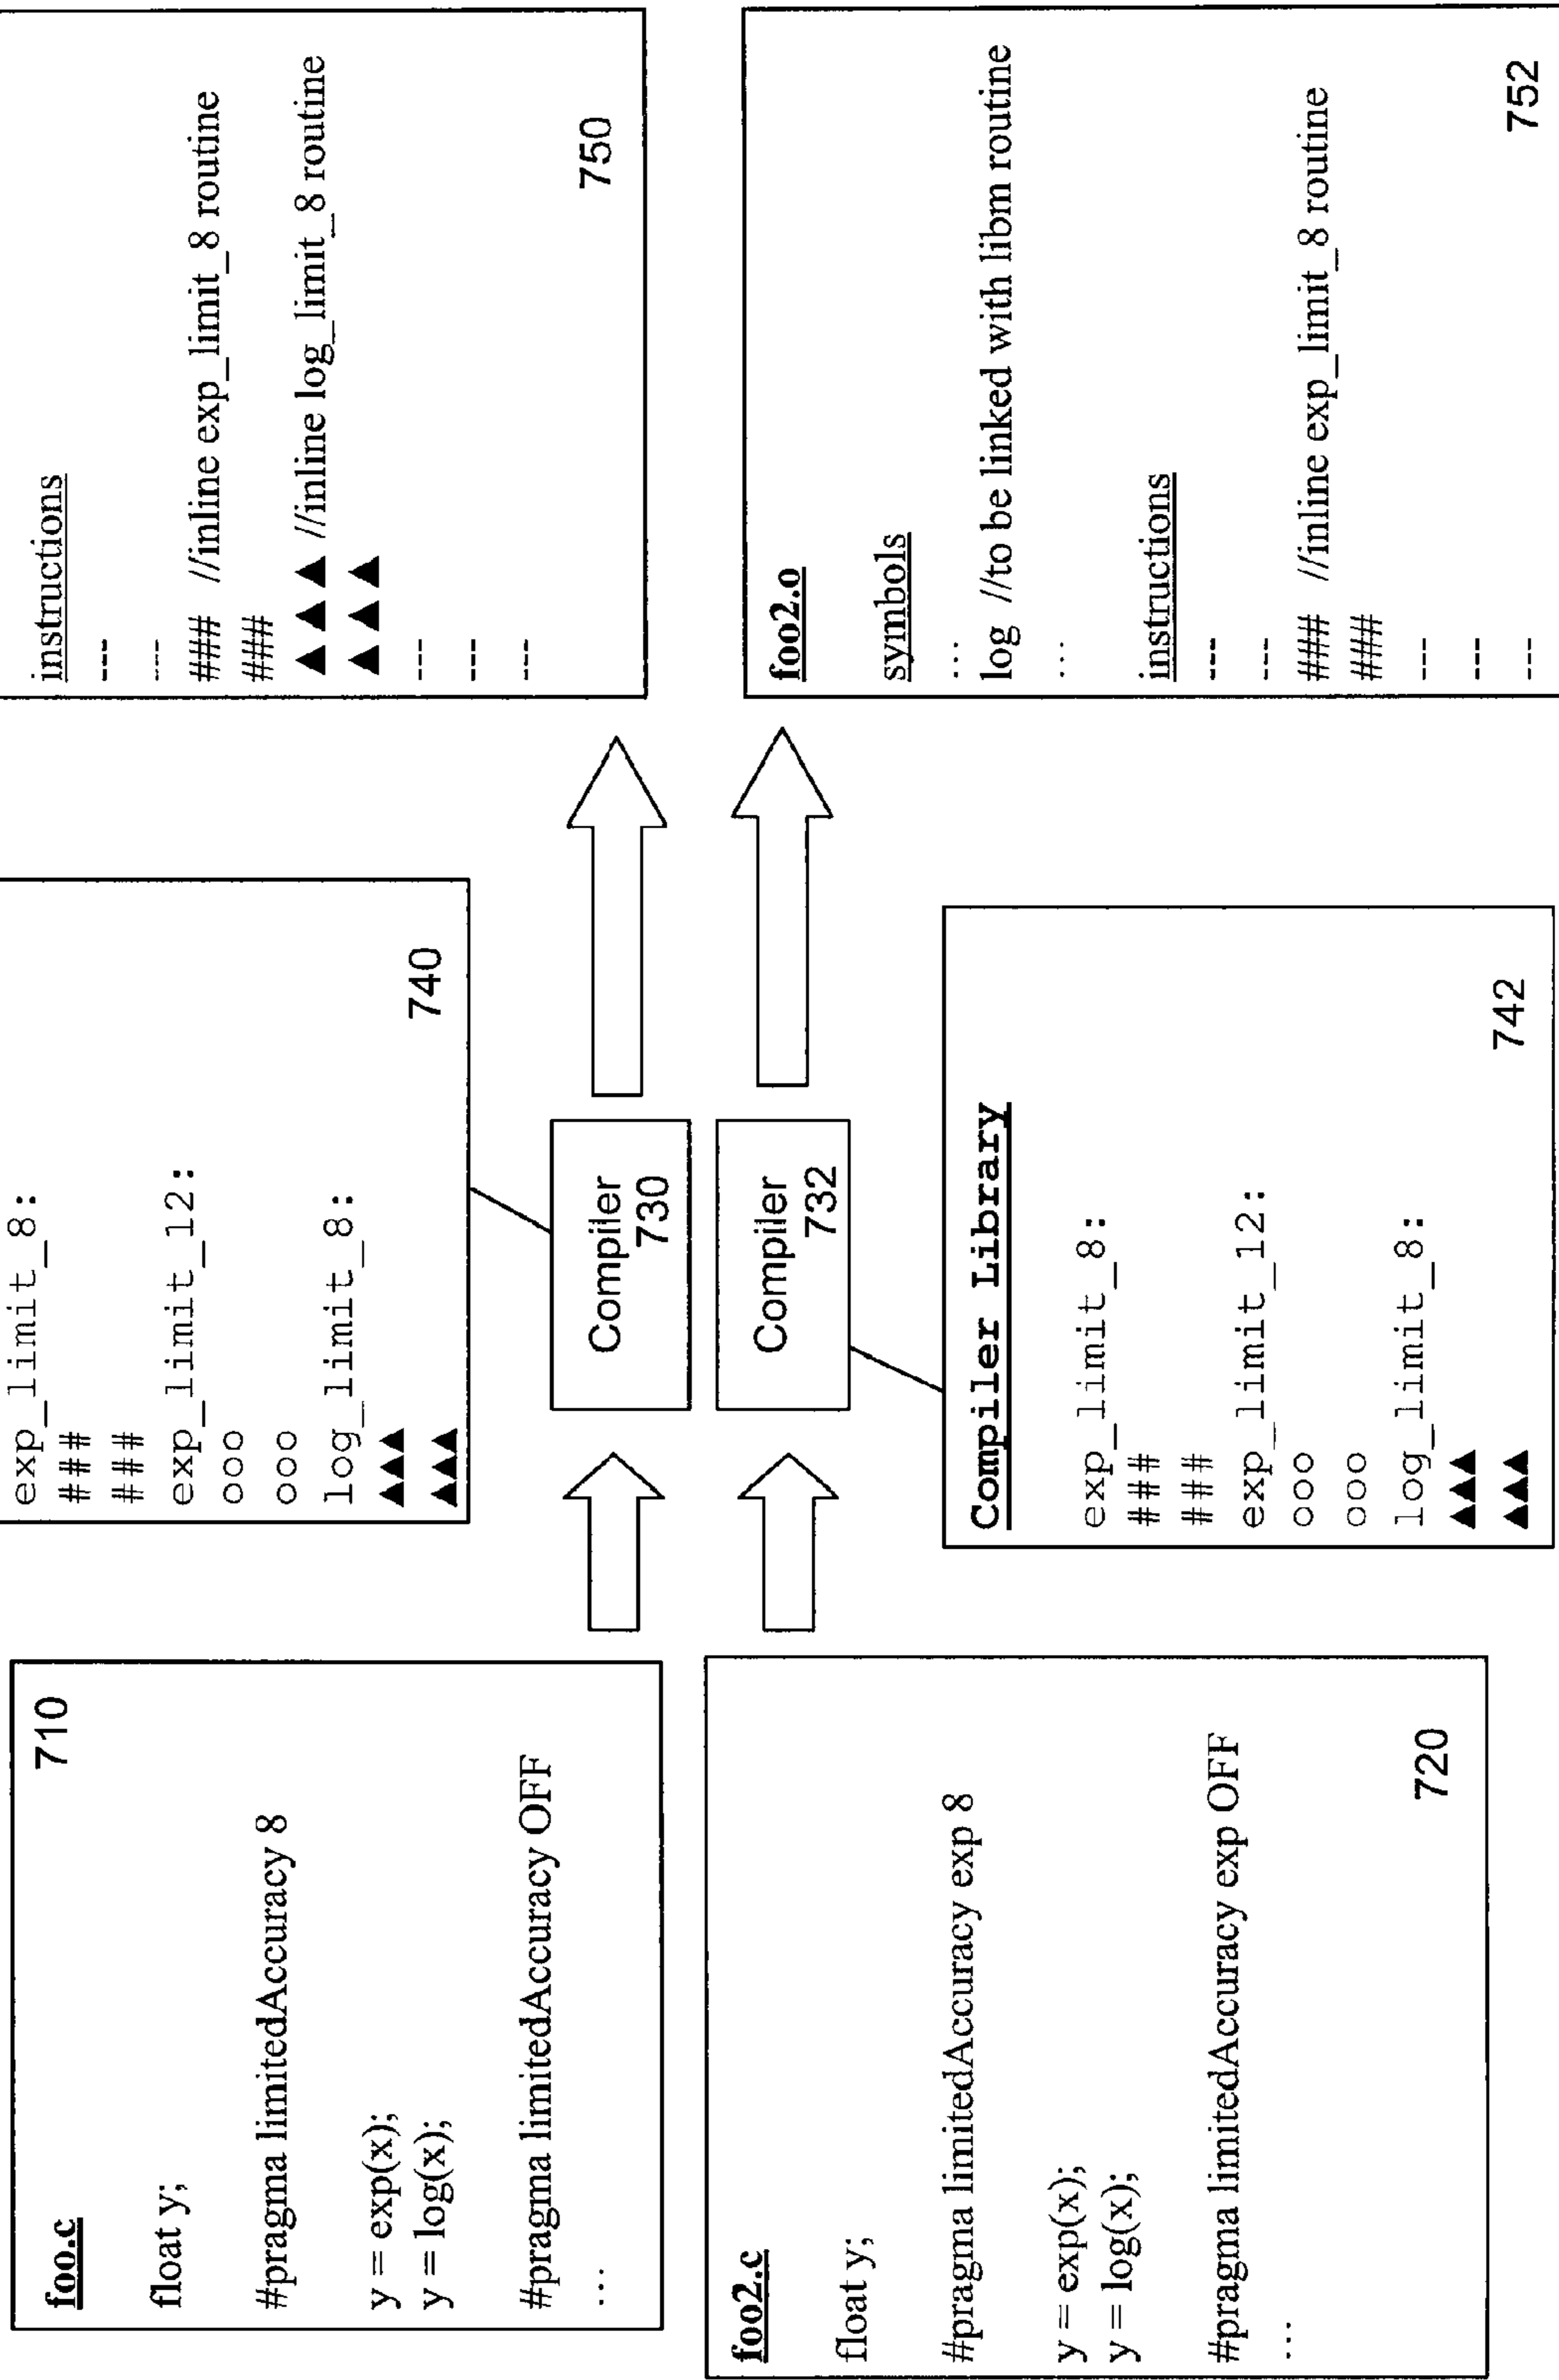 710
foo.c
float y;
#pragma limitedAccuracy 8
y = exp(x);
y = log(x);
#pragma limitedAccuracy OFF
...
foo2.c
float y;
#pragma limitedAccuracy exp 8
y = exp(x);
y = log(x);
#pragma limitedAccuracy exp OFF
...
720
exp_limit_8:
###
###
exp_limit_12:
ooo
ooo
log_limit_8:
▲▲▲
▲▲▲
740
Compiler
730
Compiler
732
Compiler Library
exp_limit_8:
###
###
exp_limit_12:
ooo
ooo
log_limit_8:
▲▲▲
▲▲▲
742
instructions
---
---
### //inline exp_limit_8 routine
###
▲ ▲ ▲ //inline log_limit_8 routine
▲ ▲ ▲
---
---
---
750
foo2.o
symbols
...
log //to be linked with libm routine
...
instructions
---
---
### //inline exp_limit_8 routine
###
---
---
---
752